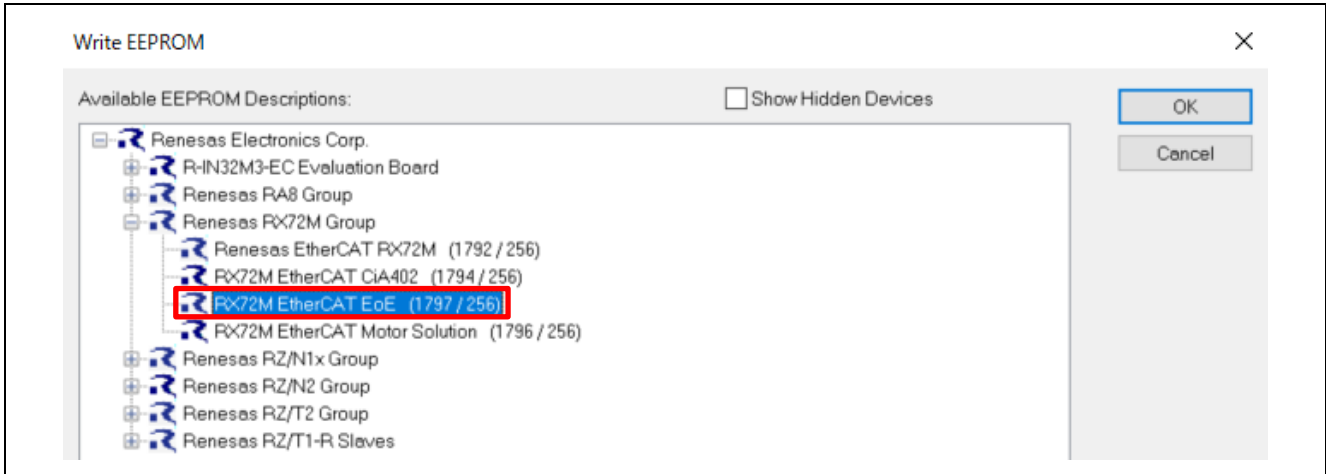 Write EEPROM
Available EEPROM Descriptions:
Show Hidden Devices
OK
Cancel
Renesas Electronics Corp.
R-IN32M3-EC Evaluation Board
Renesas RA8 Group
Renesas RX72M Group
Renesas EtherCAT RX72M (1792 / 256)
RX72M EtherCAT CiA402 (1794 / 256)
RX72M EtherCAT EoE (1797 / 256)
RX72M EtherCAT Motor Solution (1796 / 256)
Renesas RZ/N1x Group
Renesas RZ/N2 Group
Renesas RZ/T2 Group
Renesas RZ/T1-R Slaves